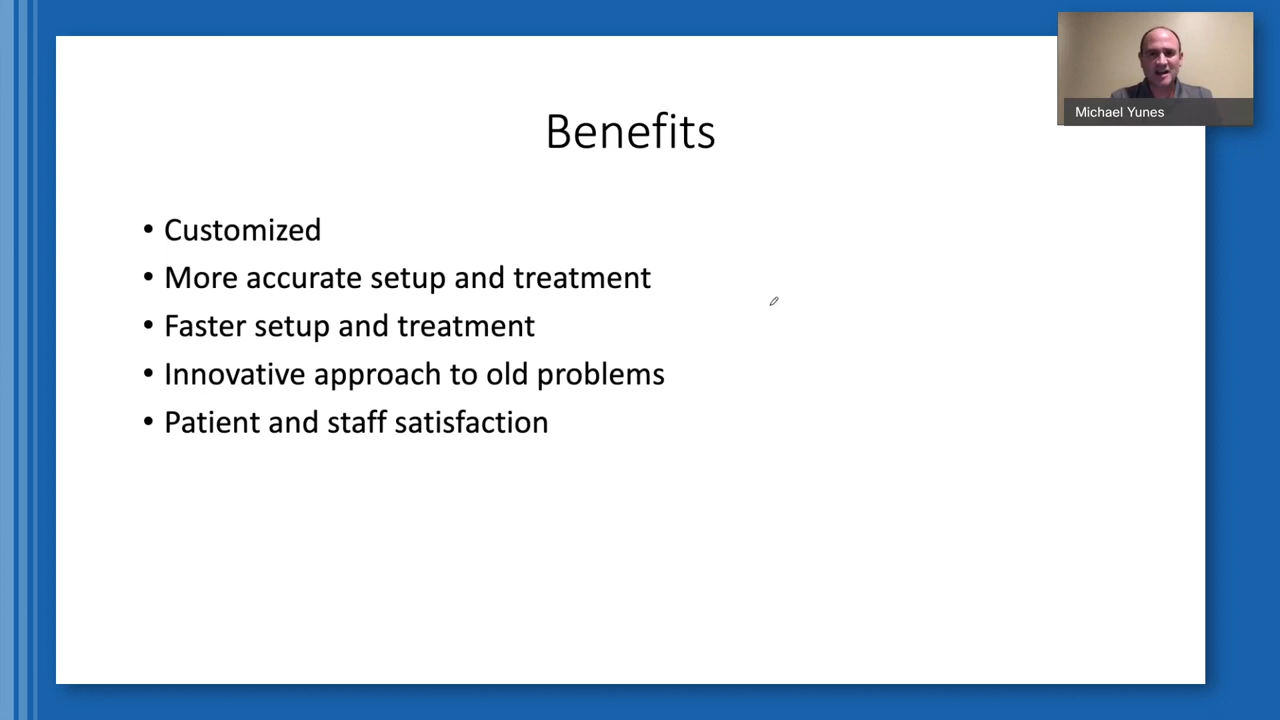 Michael Yunes
Benefits
• Customized
• More accurate setup and treatment
• Faster setup and treatment
• Innovative approach to old problems
• Patient and staff satisfaction